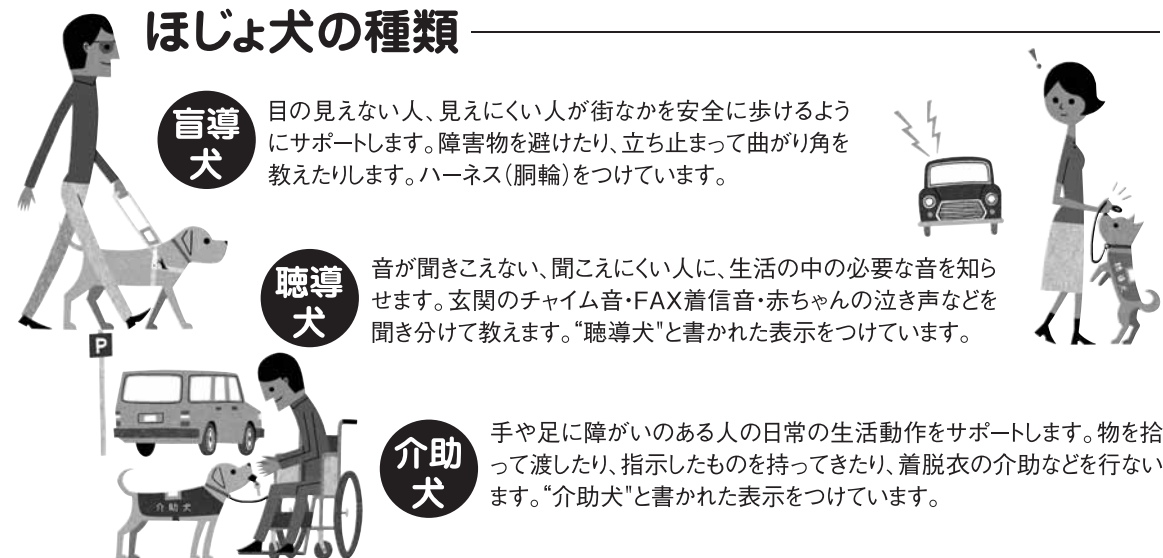 ほじょ犬の種類
盲導
犬
目の見えない人、見えにくい人が街なかを安全に歩けるよう
にサポートします。障害物を避けたり、立ち止まって曲がり角を
教えたりします。ハーネス(胴輪)をつけています。
聴導
犬
音が聞きこえない、聞こえにくい人に、生活の中の必要な音を知ら
せます。玄関のチャイム音・FAX着信音・赤ちゃんの泣き声などを
聞き分けて教えます。“聴導犬"と書かれた表示をつけています。
P
介助
犬
手や足に障がいのある人の日常の生活動作をサポートします。物を拾
って渡したり、指示したものを持ってきたり、着脱衣の介助などを行ない
ます。“介助犬"と書かれた表示をつけています。
介助犬